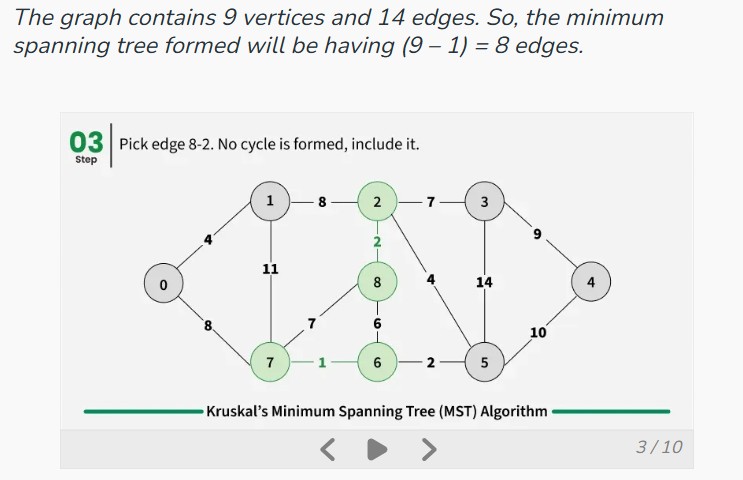 The graph contains 9 vertices and 14 edges. So, the minimum
spanning tree formed will be having (9 – 1) = 8 edges.
03
Step
Pick edge 8-2. No cycle is formed, include it.
1 8 2 7 3
4 2 9
11
0 8 4 14 4
8 7 6 10
7 1 6 2 5
Kruskal's Minimum Spanning Tree (MST) Algorithm
3 / 10